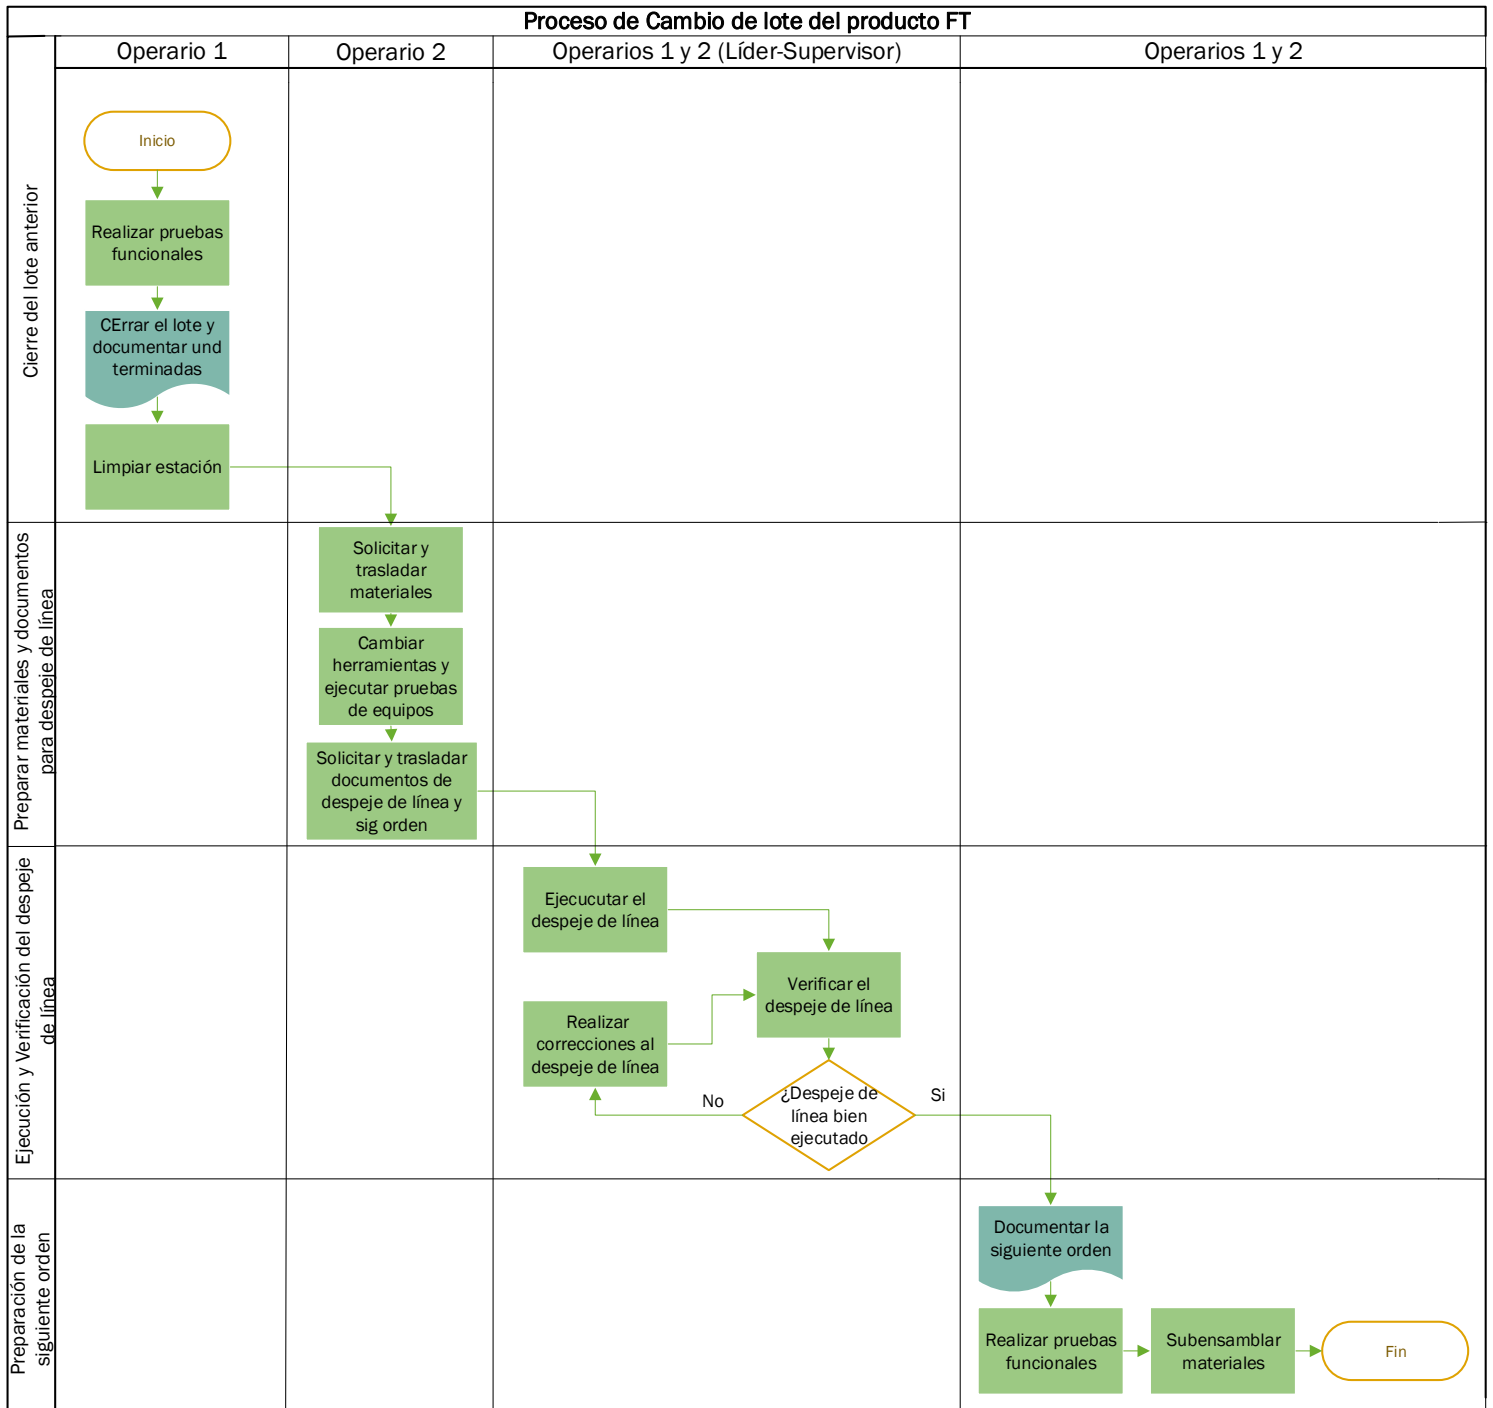 Proceso de Cambio de lote del producto FT
Operario 1
Operario 2
Operarios 1 y 2 (Líder-Supervisor)
Operarios 1 y 2
Cierre del lote anterior
Inicio
Realizar pruebas
funcionales
CErrar el lote y
documentar und
terminadas
Limpiar estación
Preparar materiales y documentos
para despeje de línea
Solicitar y
trasladar
materiales
Cambiar
herramientas y
ejecutar pruebas
de equipos
Solicitar y trasladar
documentos de
despeje de línea y
sig orden
Ejecución y Verificación del despeje
de línea
Ejecucutar el
despeje de línea
Verificar el
despeje de línea
Realizar
correcciones al
despeje de línea
¿Despeje de
línea bien
ejecutado
No
Si
Preparación de la
siguiente orden
Documentar la
siguiente orden
Realizar pruebas
funcionales
Subensamblar
materiales
Fin